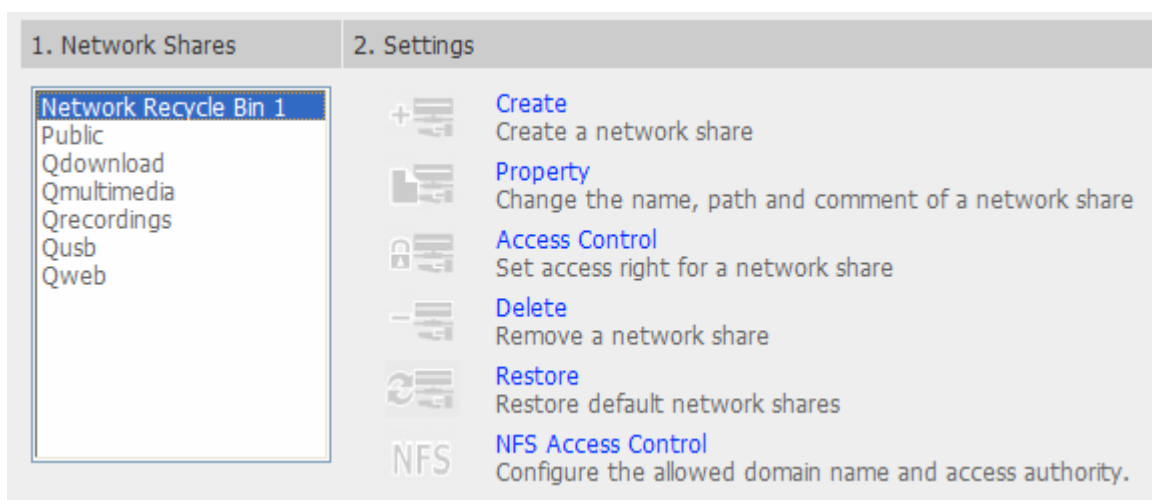 1. Network Shares
2. Settings
Network Recycle Bin 1
Public
Qdownload
Qmultimedia
Qrecordings
Qusb
Qweb
Create
Create a network share
Property
Change the name, path and comment of a network share
Access Control
Set access right for a network share
Delete
Remove a network share
Restore
Restore default network shares
NFS
NFS Access Control
Configure the allowed domain name and access authority.